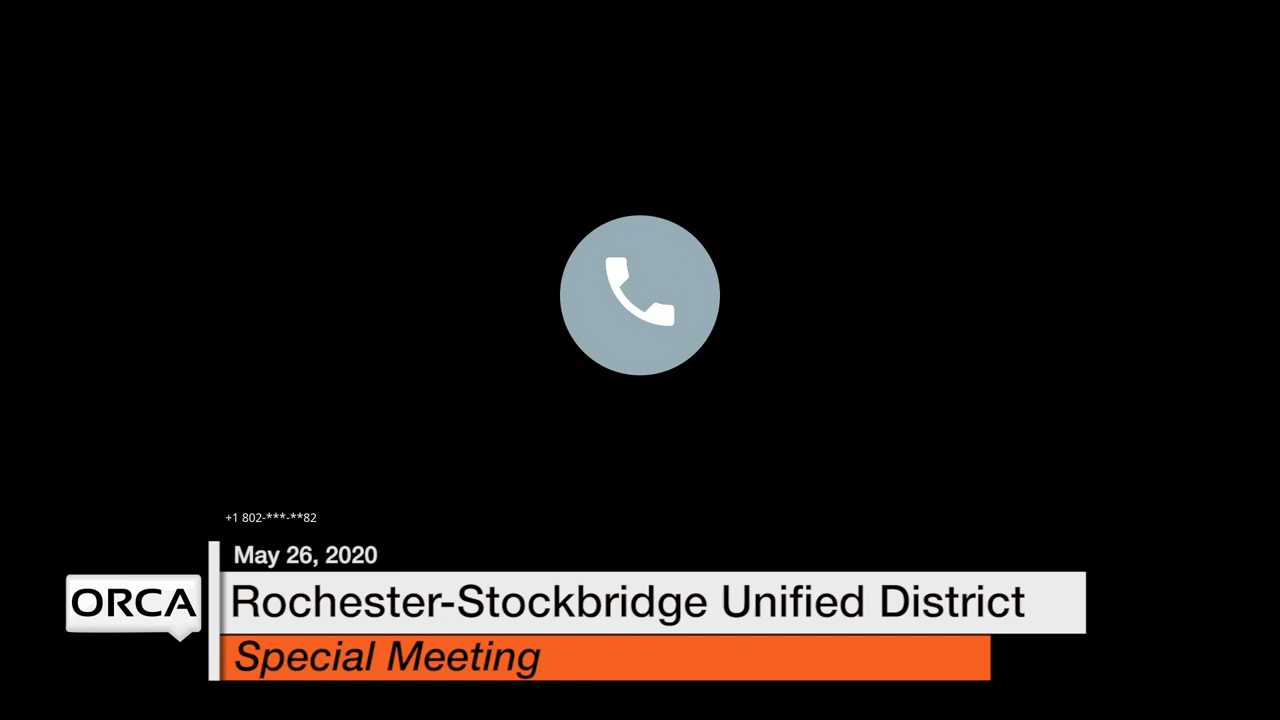 +1 802-***-**82
May 26, 2020
ORCA
Rochester-Stockbridge Unified District
Special Meeting